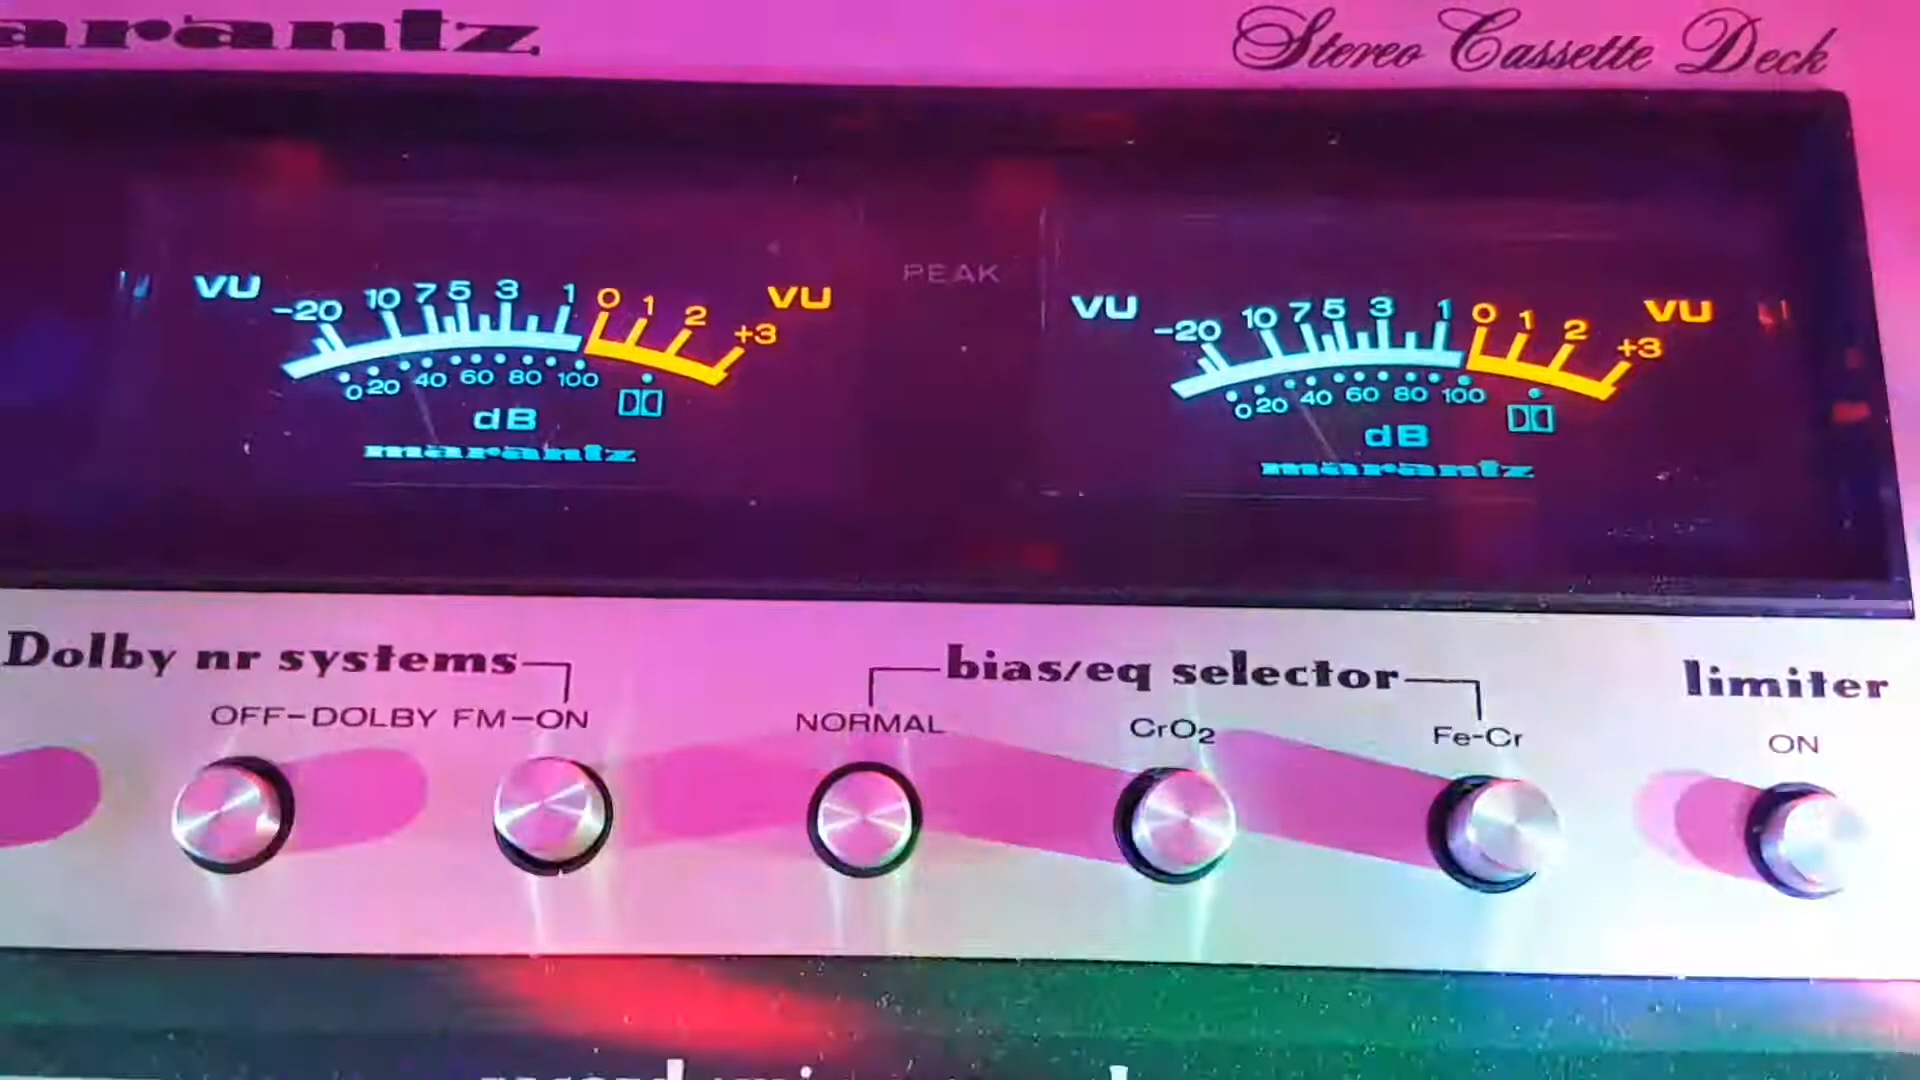 arantz
Stereo Cassette Deck
VU -20 10 7 5 3 1 0 1 2 +3 VU
0 20 40 60 80 100
dB
marantz
PEAK
VU -20 10 7 5 3 1 0 1 2 +3 VU
0 20 40 60 80 100
dB
marantz
Dolby nr systems
OFF-DOLBY FM-ON
bias/eq selector
NORMAL CrO2 Fe-Cr
limiter
ON